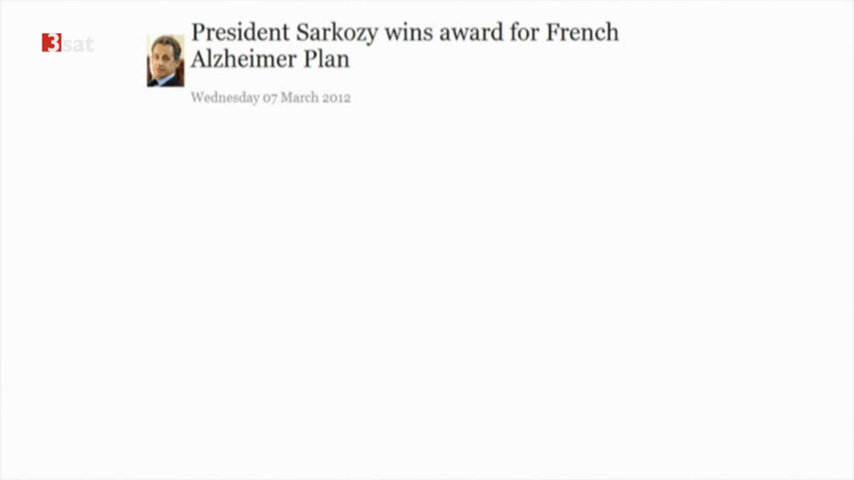 3sat
President Sarkozy wins award for French
Alzheimer Plan
Wednesday 07 March 2012